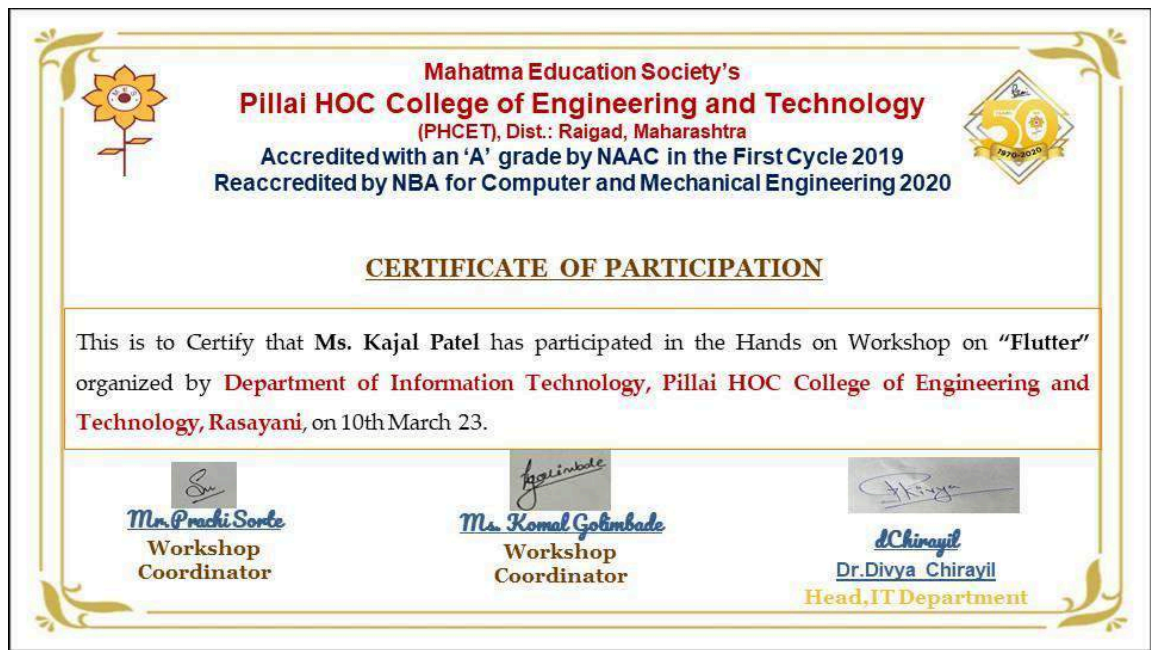 Mahatma Education Society's
Pillai HOC College of Engineering and Technology
(PHCET), Dist.: Raigad, Maharashtra
Accredited with an 'A' grade by NAAC in the First Cycle 2019
Reaccredited by NBA for Computer and Mechanical Engineering 2020
MES
50
1970-2020
CERTIFICATE OF PARTICIPATION
This is to Certify that Ms. Kajal Patel has participated in the Hands on Workshop on “Flutter”
organized by Department of Information Technology, Pillai HOC College of Engineering and
Technology, Rasayani, on 10th March 23.
Mr. Prachi Sorte
Workshop
Coordinator
Ms. Komal Golimbade
Workshop
Coordinator
dChirayil
Dr.Divya Chirayil
Head,IT Department